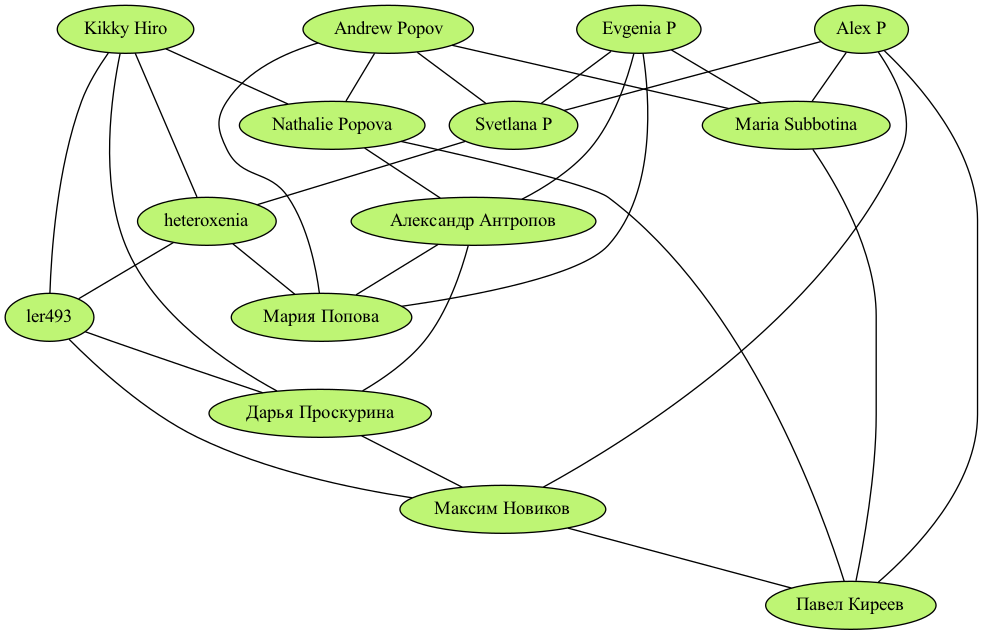 Kikky Hiro
Andrew Popov
Evgenia P
Alex P
Nathalie Popova
Svetlana P
Maria Subbotina
heteroxenia
Александр Антропов
ler493
Мария Попова
Дарья Проскурина
Максим Новиков
Павел Киреев